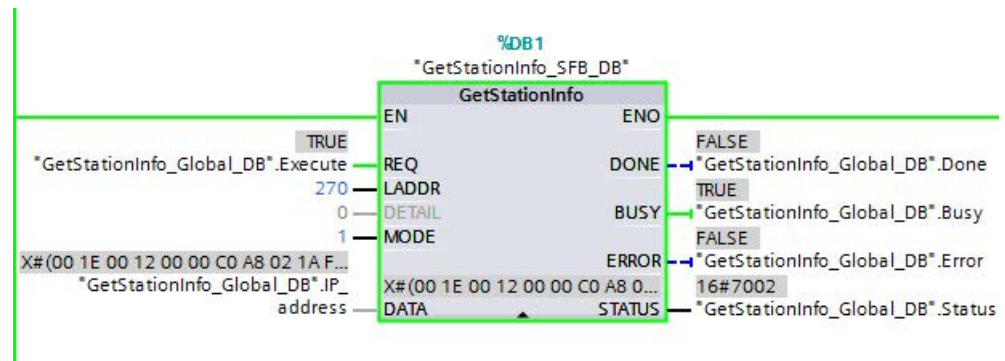 %DB1
"GetStationInfo_SFB_DB"
GetStationInfo
EN ENO
TRUE FALSE
"GetStationInfo_Global_DB".Execute REQ DONE "GetStationInfo_Global_DB".Done
270 LADDR TRUE
0 DETAIL BUSY "GetStationInfo_Global_DB".Busy
1 MODE FALSE
X#(00 1E 00 12 00 00 C0 A8 02 1A F... ERROR "GetStationInfo_Global_DB".Error
"GetStationInfo_Global_DB".IP_ X#(00 1E 00 12 00 00 C0 A8 0... 16#7002
address DATA STATUS "GetStationInfo_Global_DB".Status